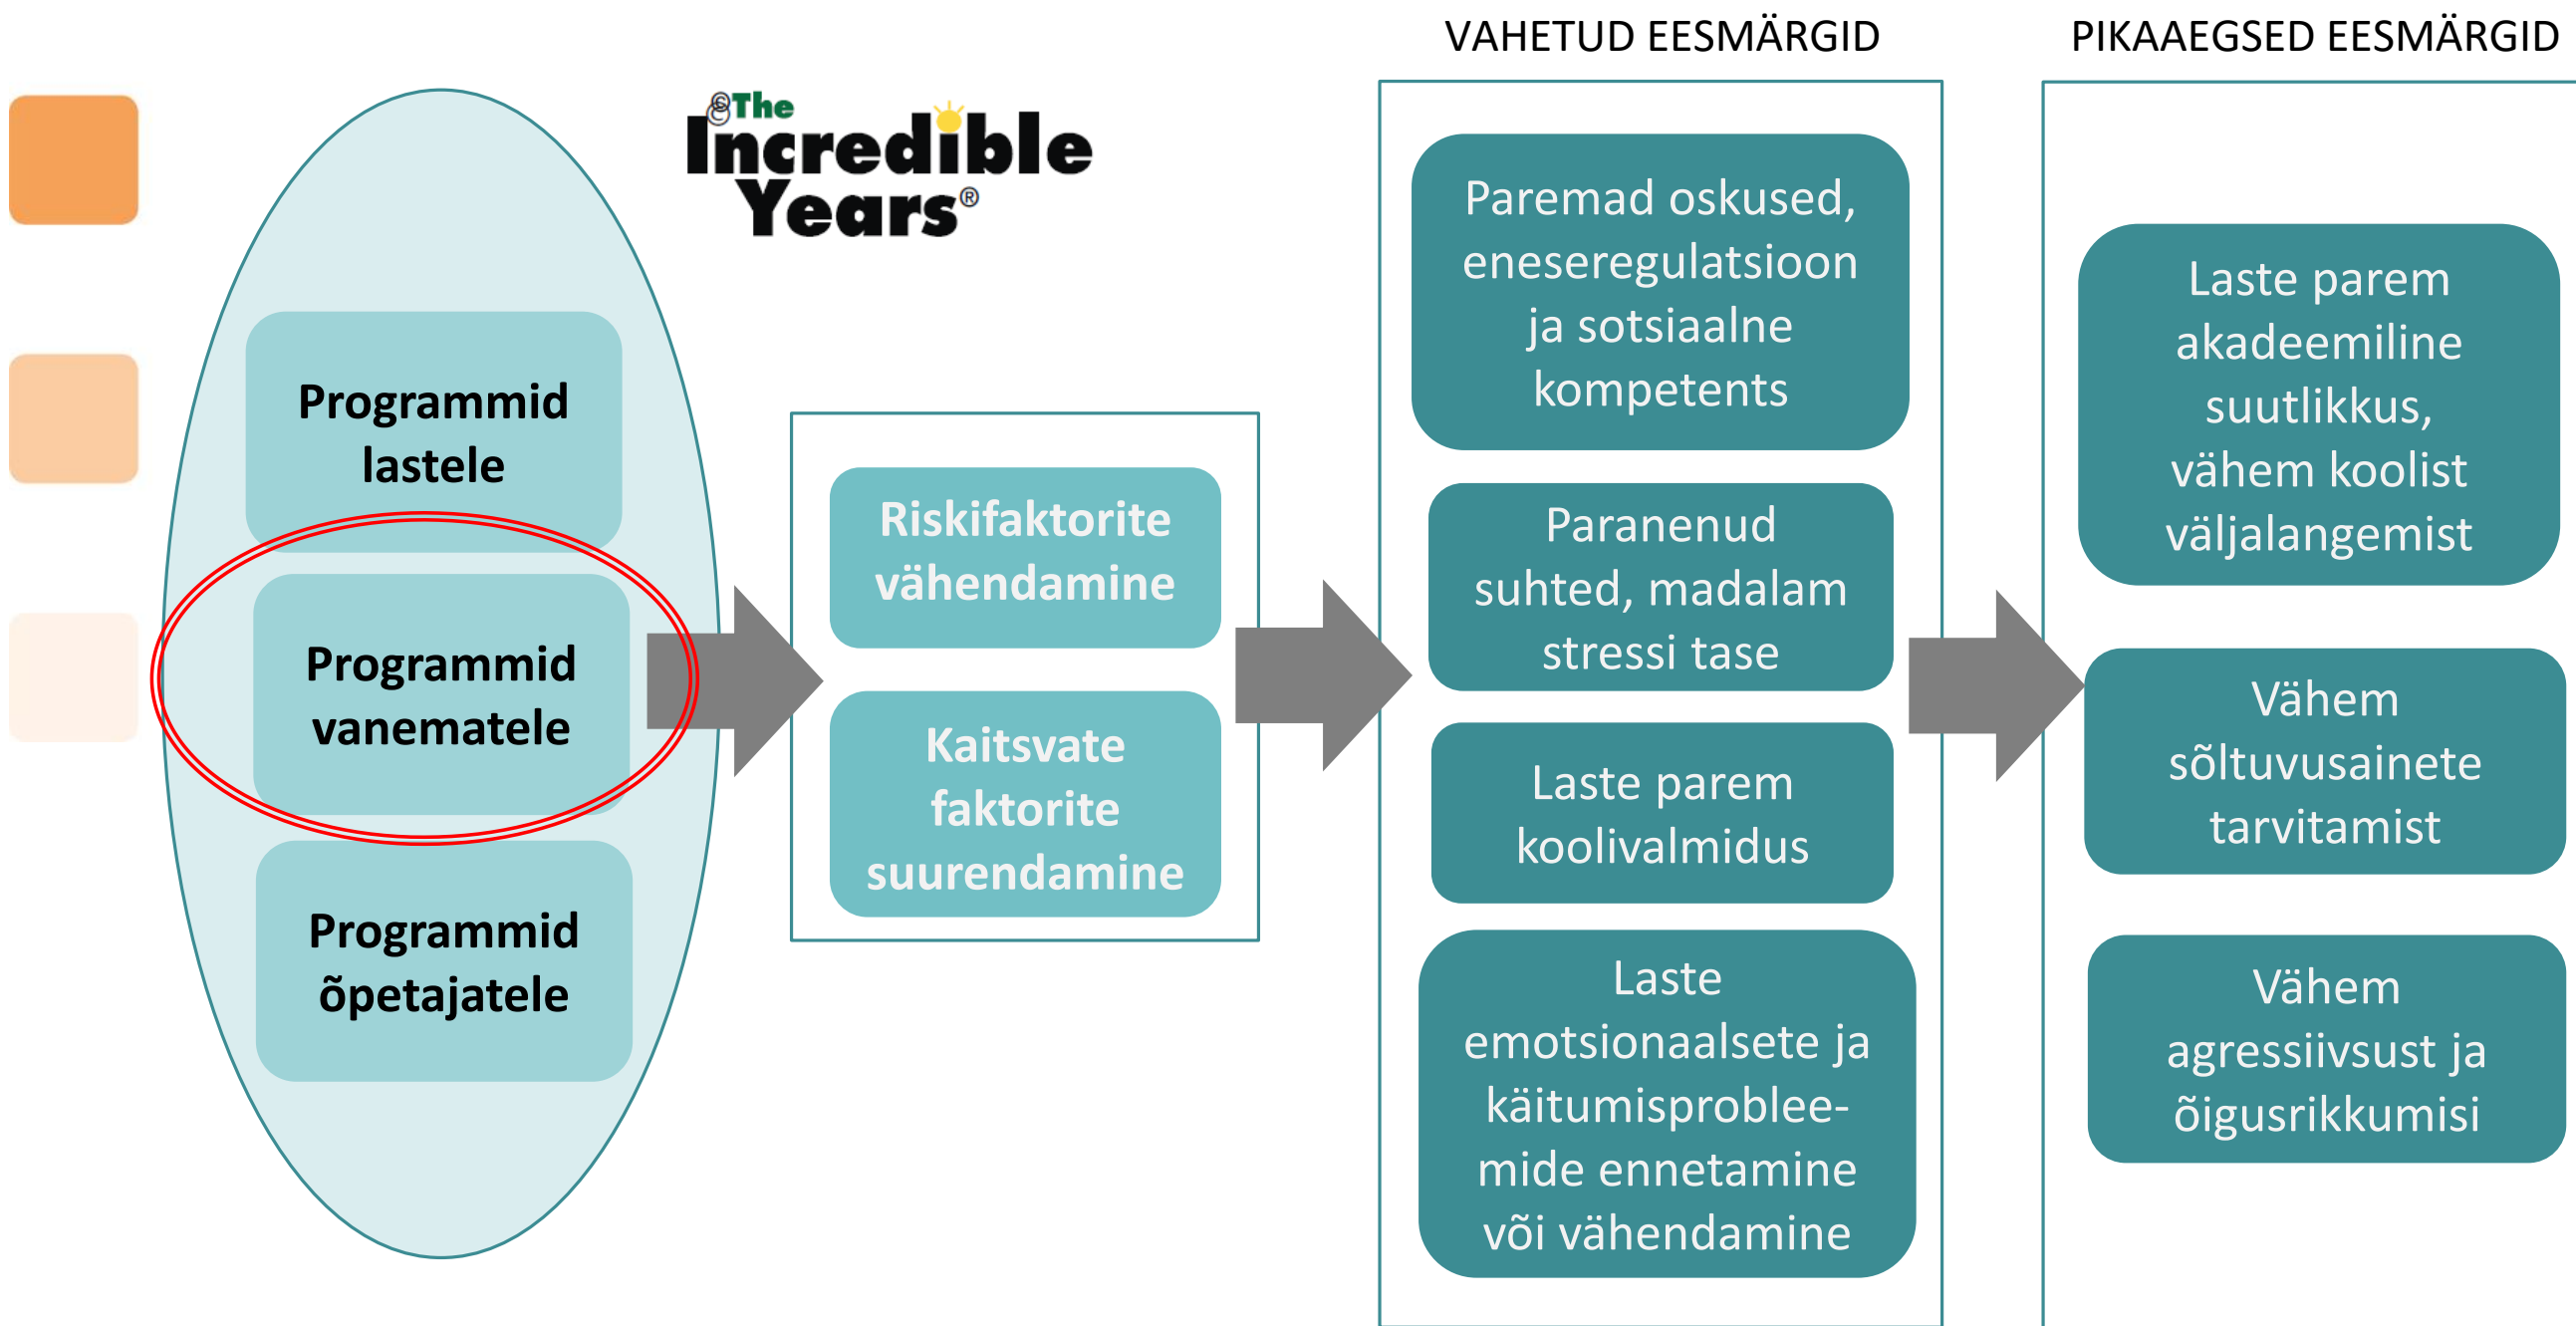 ©The
Incredible
Years®
Programmid
lastele
Programmid
vanematele
Programmid
õpetajatele
Riskifaktorite
vähendamine
Kaitsvate
faktorite
suurendamine
VAHETUD EESMÄRGID
Paremad oskused,
eneseregulatsioon
ja sotsiaalne
kompetents
Paranenud
suhted, madalam
stressi tase
Laste parem
koolivalmidus
Laste
emotsionaalsete ja
käitumisproblee-
mide ennetamine
või vähendamine
PIKAAEGSED EESMÄRGID
Laste parem
akadeemiline
suutlikkus,
vähem koolist
väljalangemist
Vähem
sõltuvusainete
tarvitamist
Vähem
agressiivsust ja
õigusrikkumisi